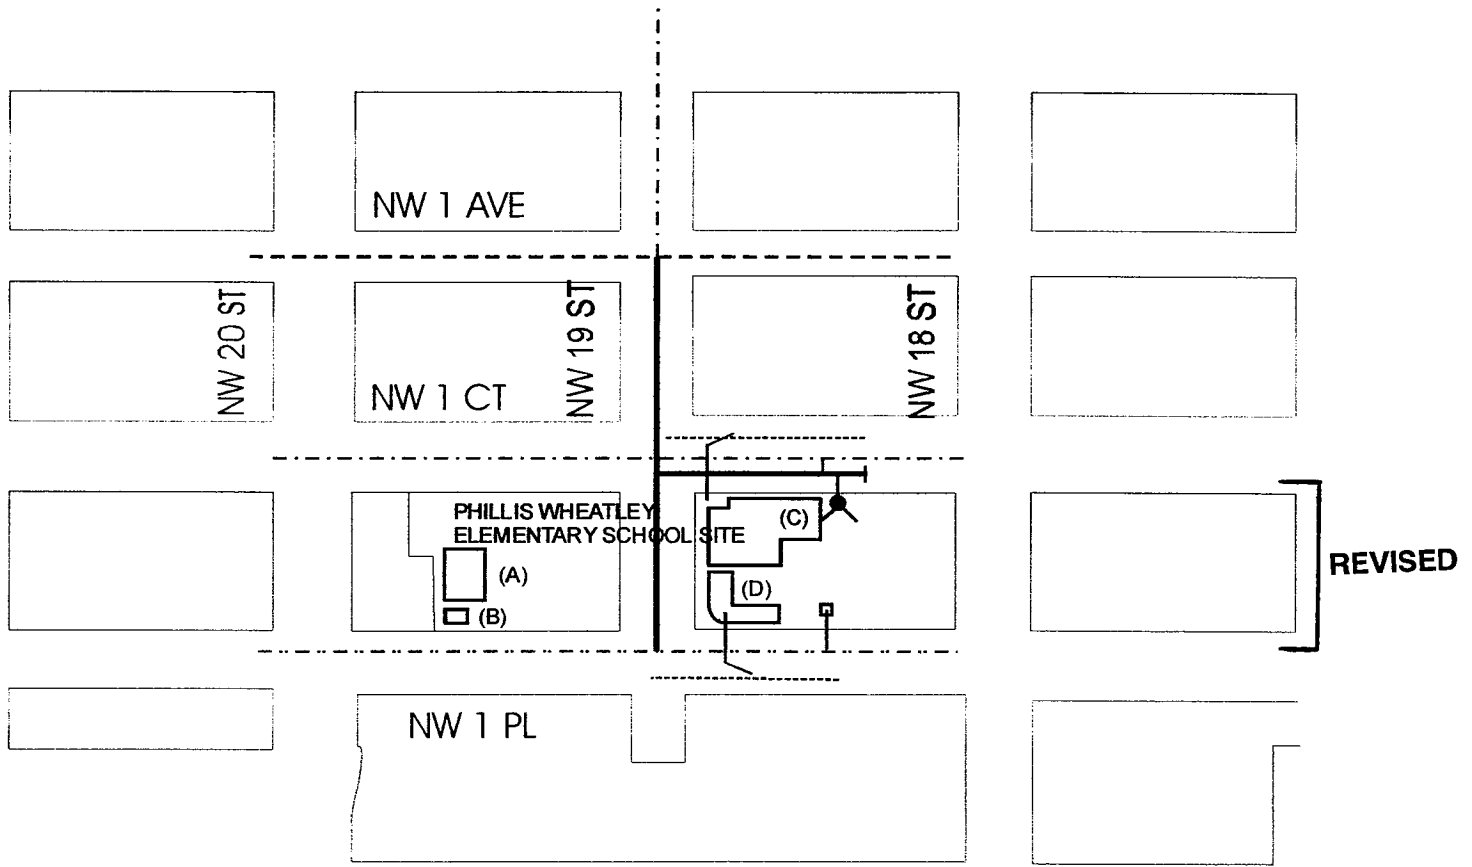 NW 1 AVE
NW 20 ST
NW 19 ST
NW 18 ST
NW 1 CT
PHILLIS WHEATLEY
ELEMENTARY SCHOOL SITE
(A)
(B)
(C)
(D)
REVISED
NW 1 PL